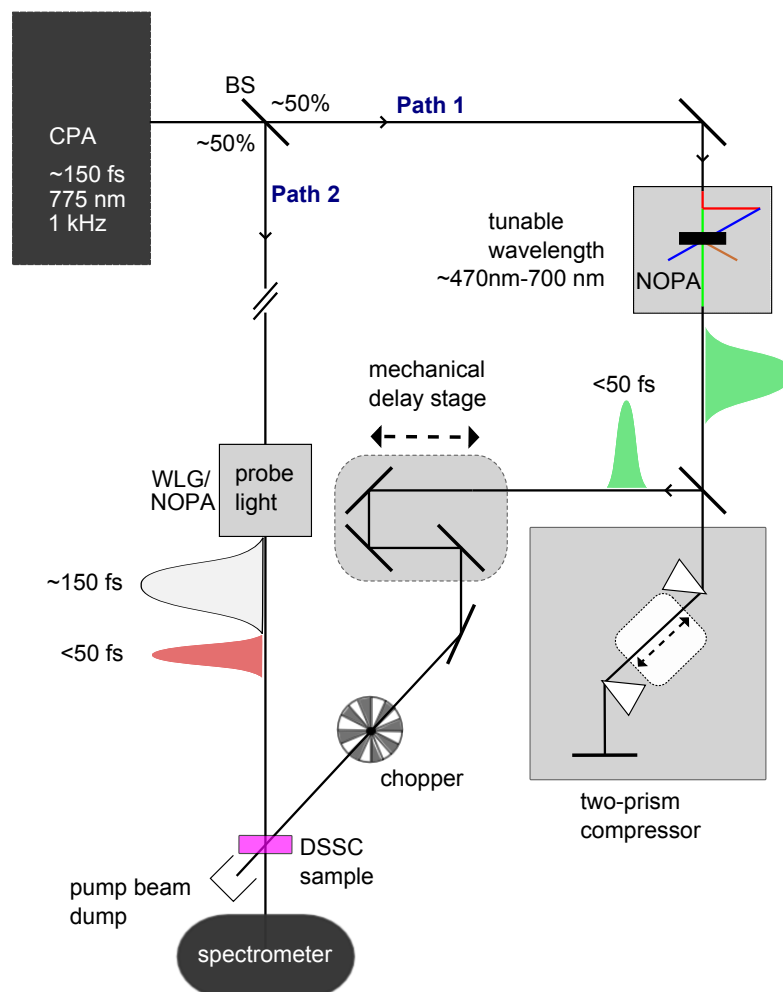 BS
~50%
Path 1
CPA
~150 fs
775 nm
1 kHz
~50%
Path 2
tunable
wavelength
~470nm-700 nm
NOPA
mechanical
delay stage
<50 fs
WLG/
NOPA
probe
light
~150 fs
<50 fs
chopper
two-prism
compressor
DSSC
sample
pump beam
dump
spectrometer